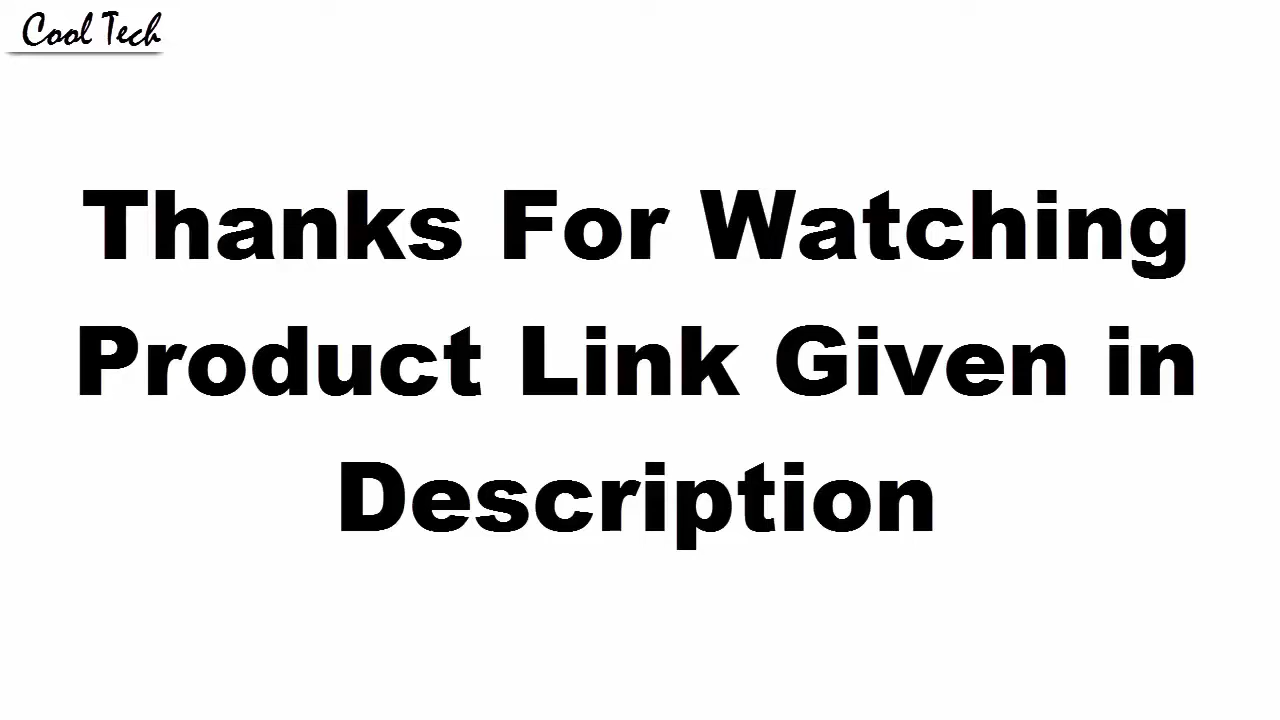 Cool Tech
Thanks For Watching
Product Link Given in
Description